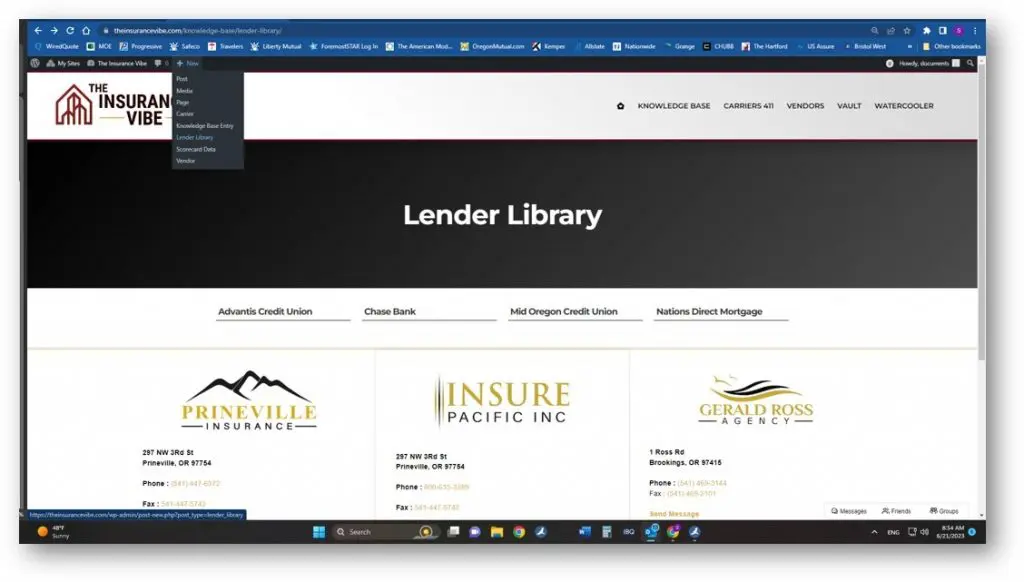 theinsurancevibe.com/knowledge-base/lender-library/
WiredQuote MOE Progressive Safeco Travelers Liberty Mutual ForemostSTAR Log In The American Mod... OregonMutual.com Kemper Allstate Nationwide Grange CHUBB The Hartford US Assure Bristol West » Other bookmarks
My Sites The Insurance Vibe 0 + New Howdy, documents
Post
Media
Page
Carrier
Knowledge Base Entry
Lender Library
Scorecard Data
Vendor
THE
INSURAN
VIBE
KNOWLEDGE BASE CARRIERS 411 VENDORS VAULT WATERCOOLER
Lender Library
Advantis Credit Union Chase Bank Mid Oregon Credit Union Nations Direct Mortgage
PRINEVILLE
INSURANCE
INSURE
PACIFIC INC
GERALD ROSS
AGENCY
297 NW 3Rd St
Prineville, OR 97754
Phone : (541)-447-6372
Fax : (541)-447-5742
297 NW 3Rd St
Prineville, OR 97754
Phone :
Fax : (541)-447-5742
1 Ross Rd
Brookings, OR 97415
Phone : (541) 469-3144
Fax : (541)-469-3101
Send Message
Messages Friends Groups
https://theinsurancevibe.com/wp-admin/post-new.php?post_type=lender_library
48°F
Sunny
Search
ENG
8:34 AM
6/21/2023